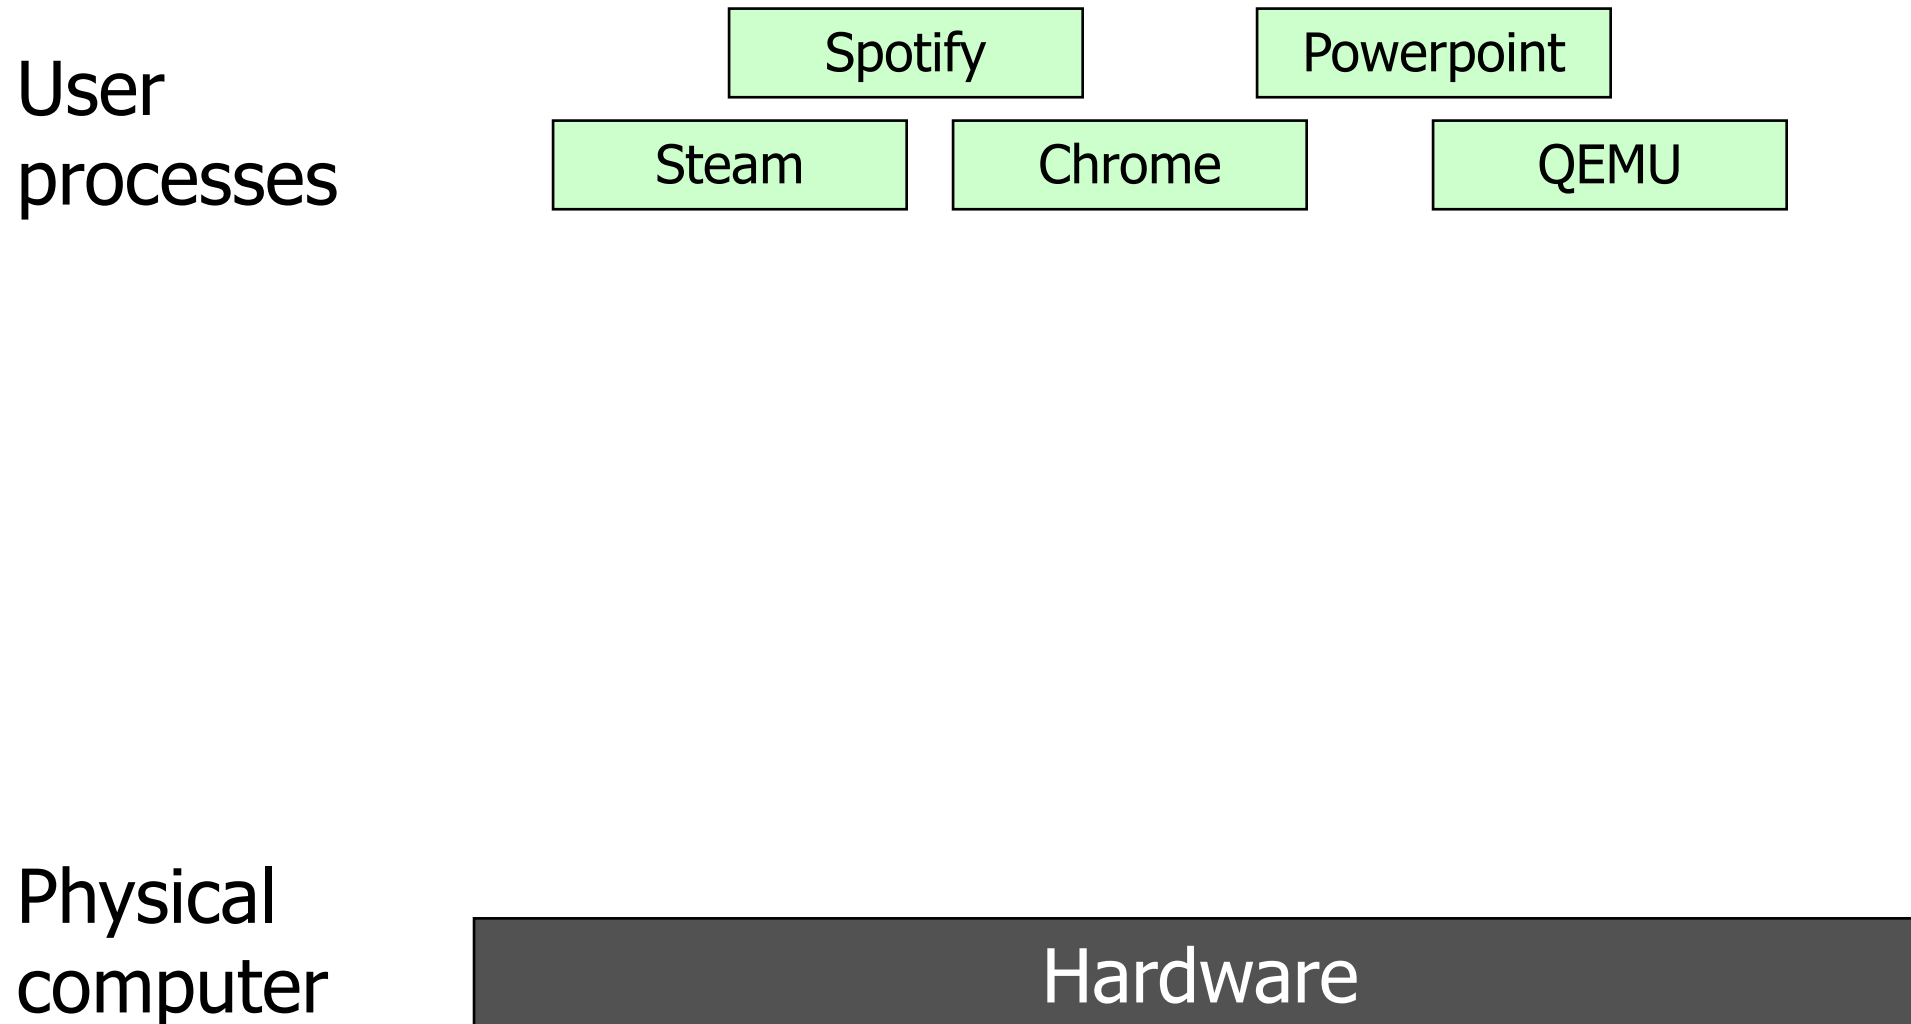 User
processes
Spotify
Powerpoint
Steam
Chrome
QEMU
Physical
computer
Hardware